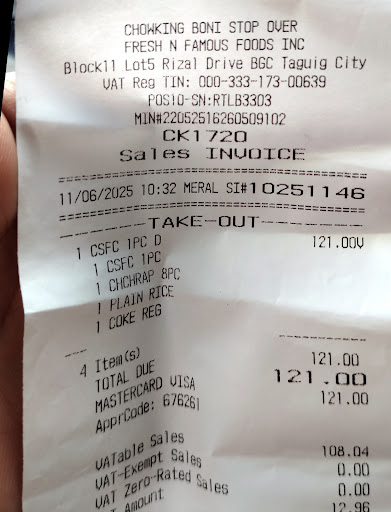 CHOWKING BONI STOP OVER
FRESH N FAMOUS FOODS INC
Block11 Lot5 Rizal Drive BGC Taguig City
VAT Reg TIN: 000-333-173-00639
POS10-SN:RTLB3303
MIN#22052516260509102
CK1720
Sales INVOICE
11/06/2025 10:32 MERAL SI#10251146
TAKE-OUT
1 CSFC 1PC D 121.00V
1 CSFC 1PC
1 CHCHRAP 8PC
1 PLAIN RICE
1 COKE REG
4 Item(s) 121.00
TOTAL DUE 121.00
MASTERCARD VISA 121.00
ApprCode: 676261
VATable Sales 108.04
VAT-Exempt Sales 0.00
VAT Zero-Rated Sales 0.00
Amount 12.96